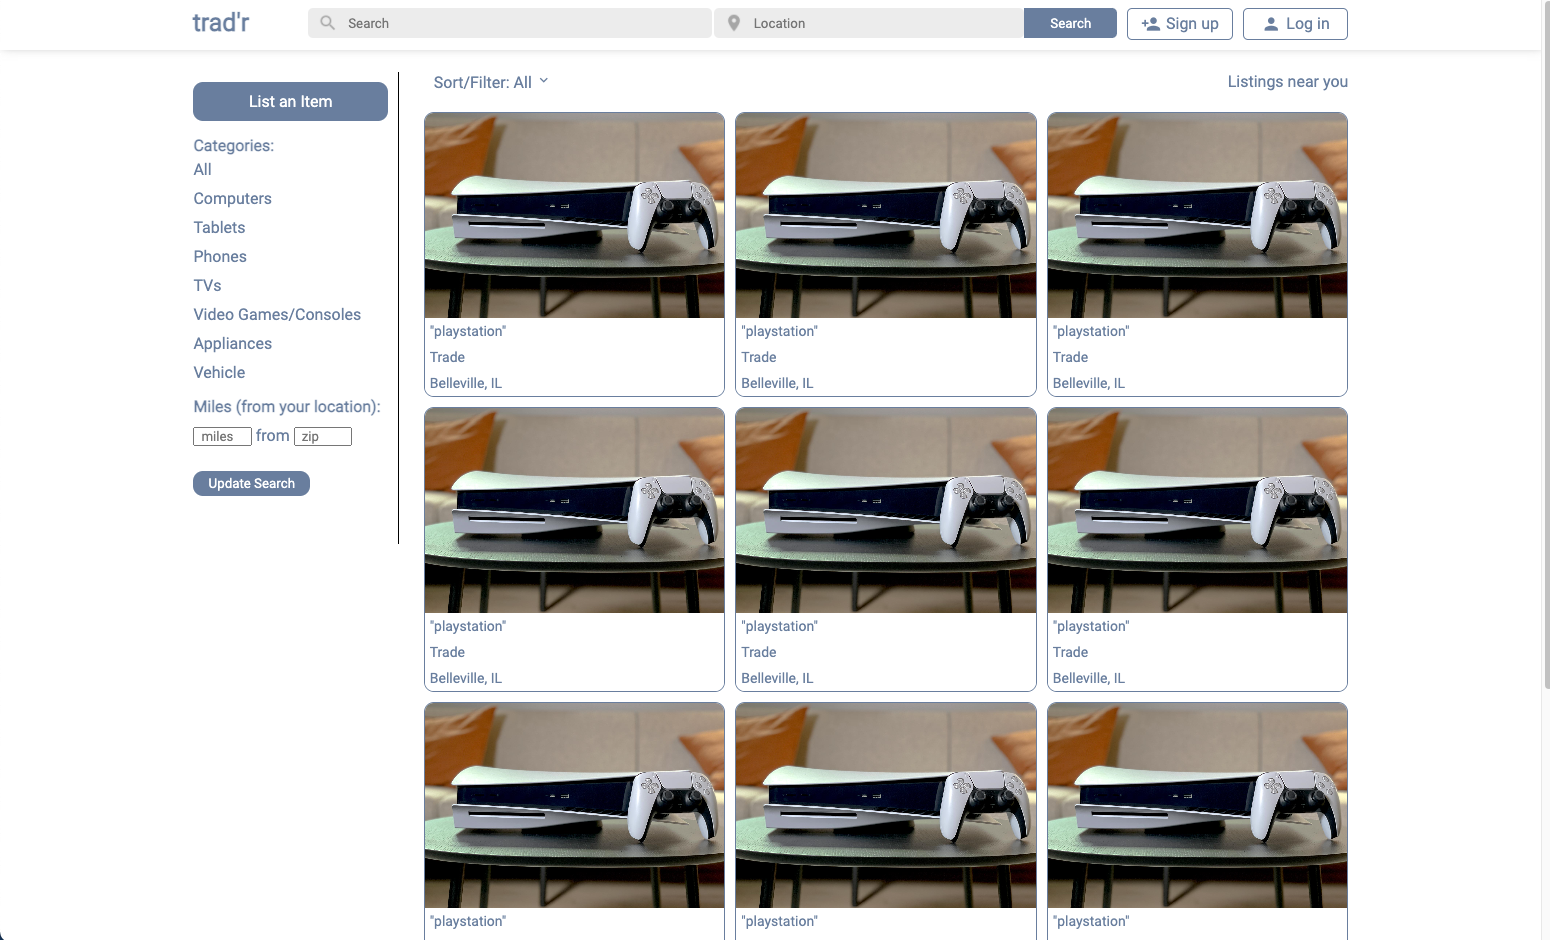 trad'r
Search
Location
Search
Sign up
Log in
List an Item
Categories:
All
Computers
Tablets
Phones
TVs
Video Games/Consoles
Appliances
Vehicle
Miles (from your location):
miles from zip
Update Search
Sort/Filter: All
Listings near you
"playstation"
Trade
Belleville, IL
"playstation"
Trade
Belleville, IL
"playstation"
Trade
Belleville, IL
"playstation"
Trade
Belleville, IL
"playstation"
Trade
Belleville, IL
"playstation"
Trade
Belleville, IL
"playstation"
"playstation"
"playstation"